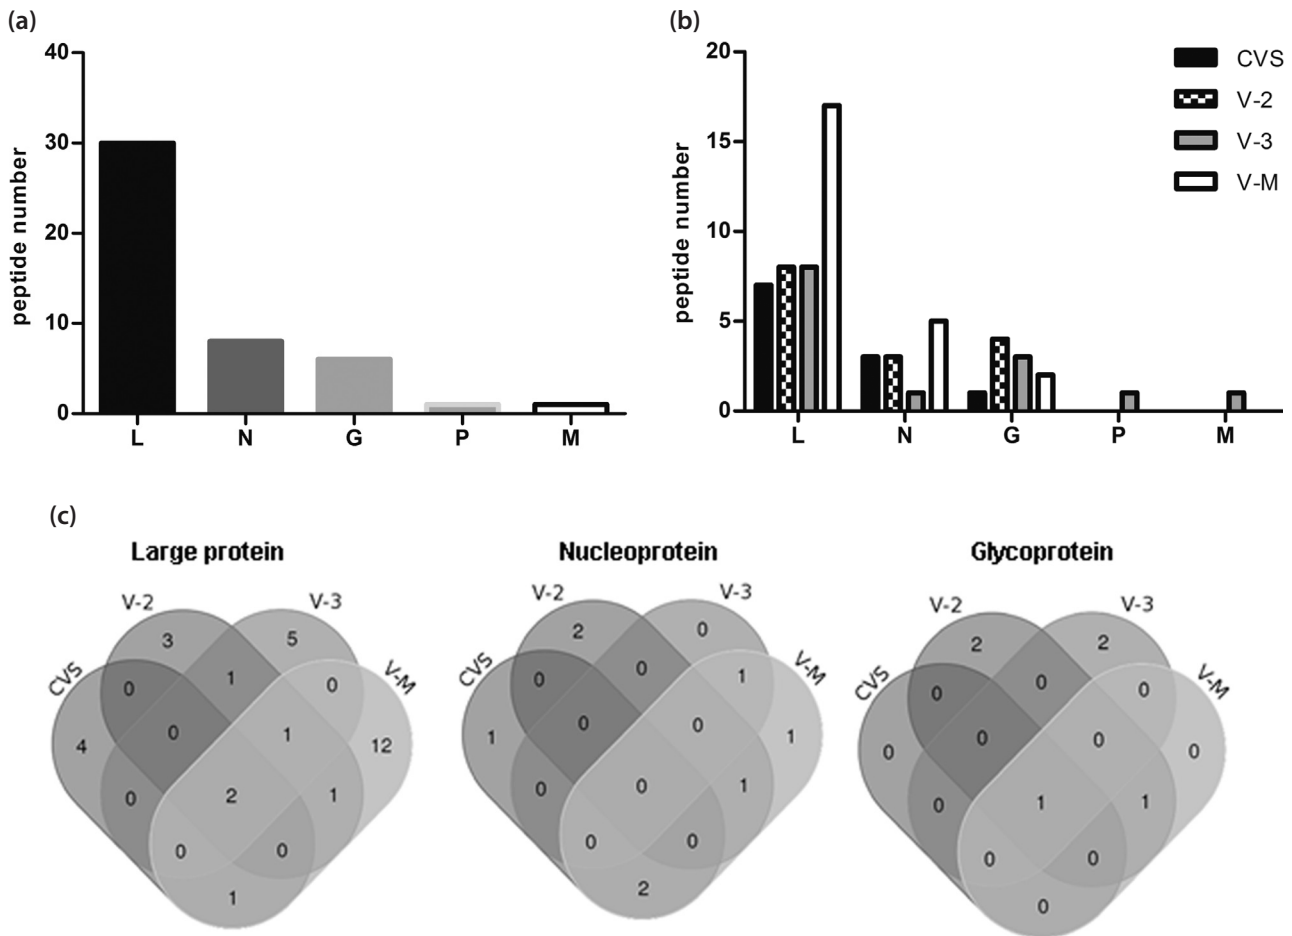 (a)
40
30
20
10
0
peptide number
L N G P M
(b)
20
15
10
5
0
peptide number
L N G P M
CVS
V-2
V-3
V-M
(c)
Large protein
V-2 V-3
CVS V-M
3 5
0 1 0
4 0 1 12
0 2 1
0 0
1
Nucleoprotein
V-2 V-3
CVS V-M
2 0
0 0 1
1 0 0 1
0 0 1
0 0
2
Glycoprotein
V-2 V-3
CVS V-M
2 2
0 0 0
0 0 0 0
0 1 1
0 0
0